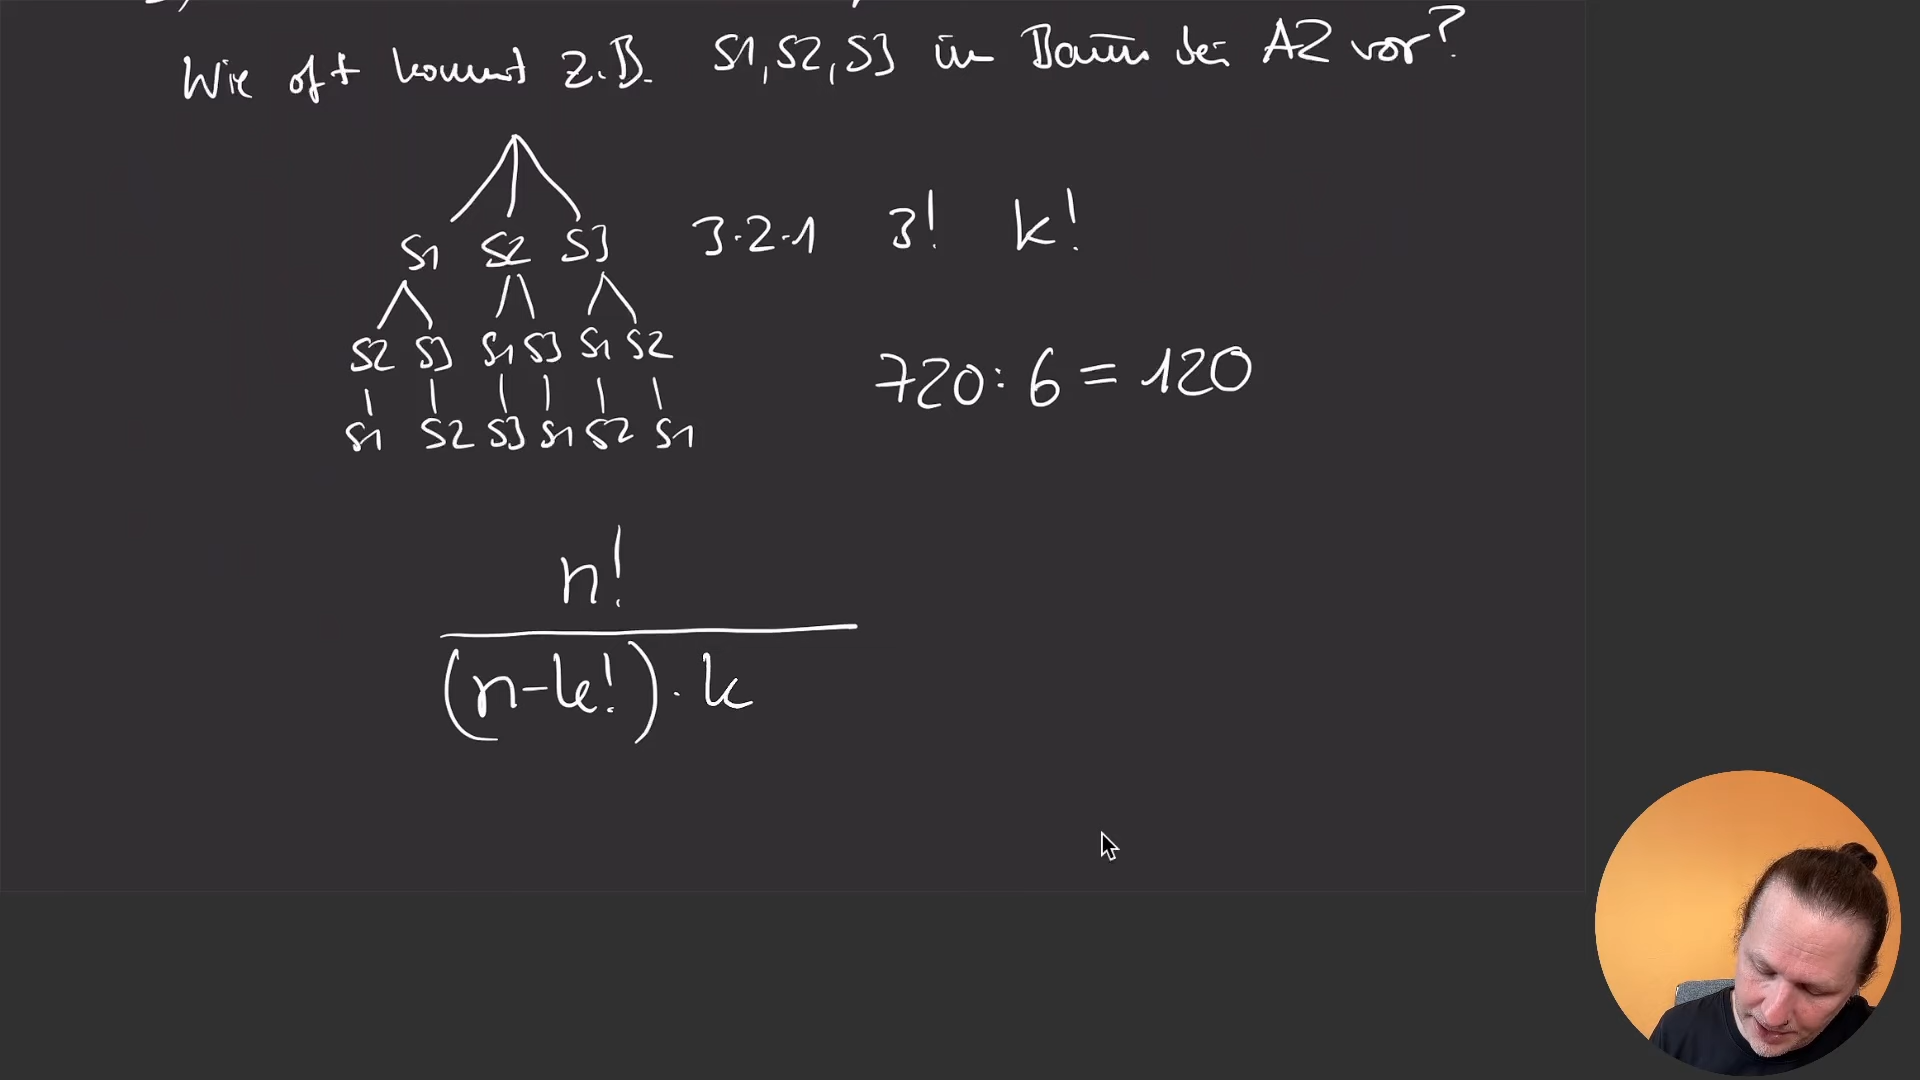 Wie oft kommt z.B. S1, S2, S3 im Baum bei AZ vor?
S1 S2 S3 3·2·1 3! k!
S2 S3 S1 S3 S1 S2
720 : 6 = 120
S1 S2 S3 S1 S2 S1
n!
(n-k!) · k